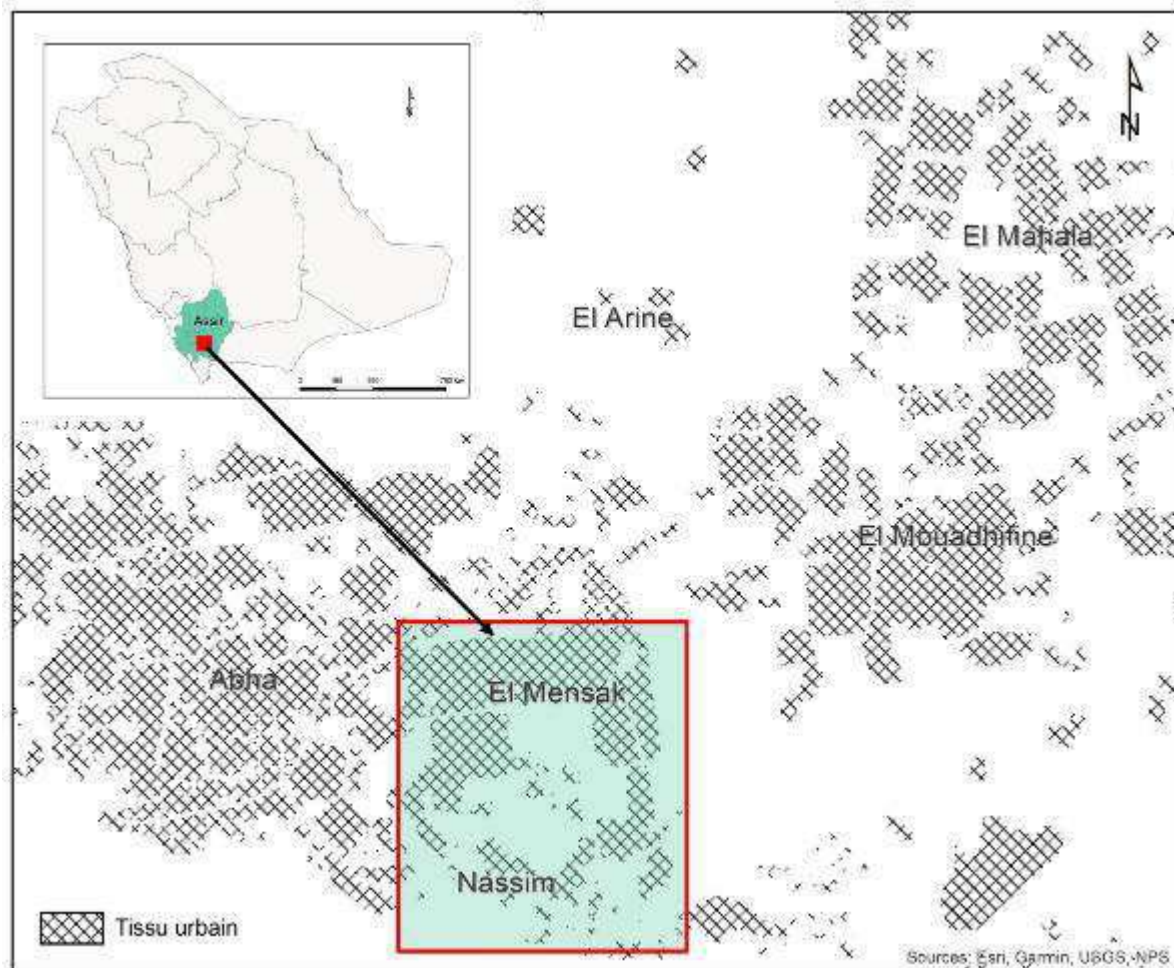 N
El Mahala
Assir
El Arine
El Mouadhifine
Abha
El Mensak
Nassim
Tissu urbain
Sources: Esri, Garmin, USGS, NPS